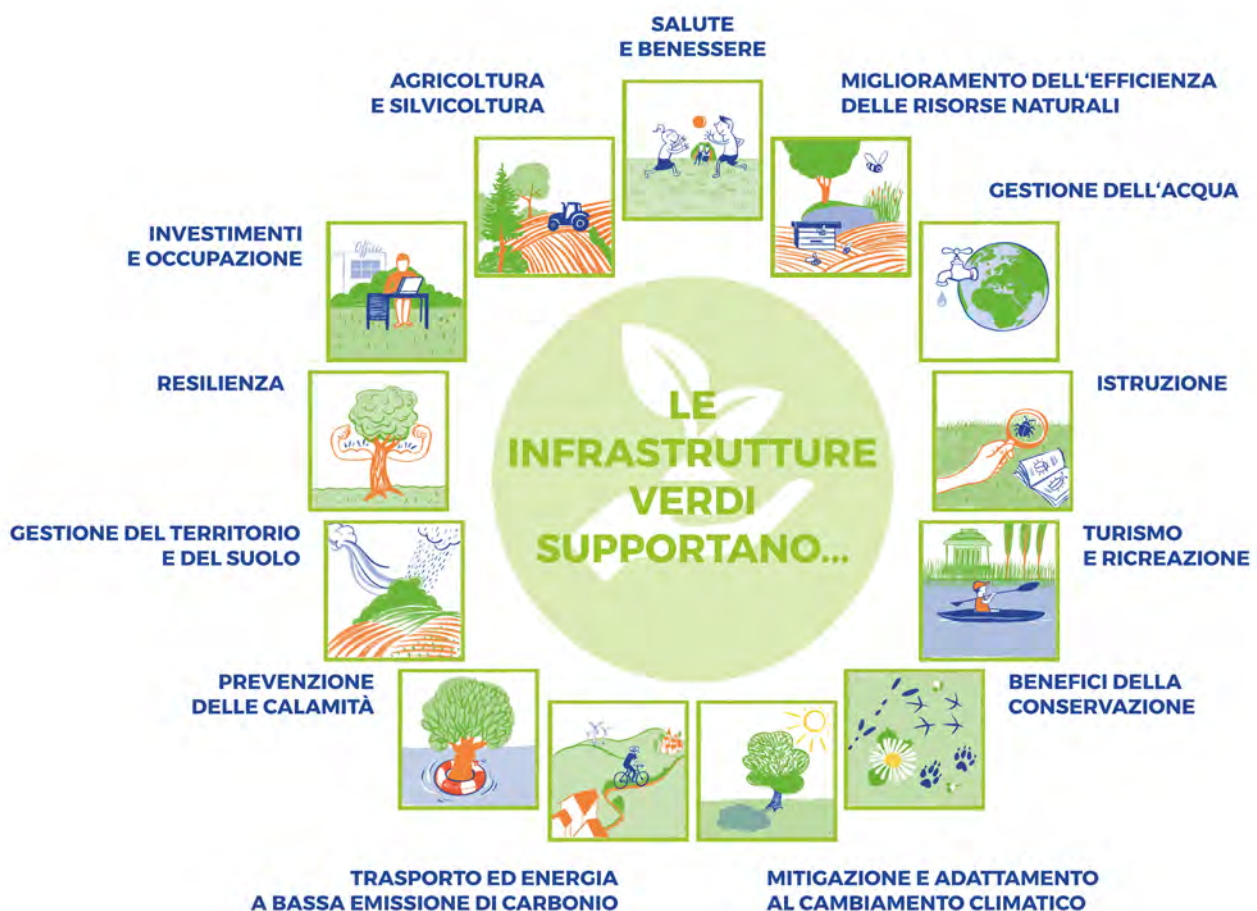 SALUTE
E BENESSERE
AGRICOLTURA
E SILVICOLTURA
MIGLIORAMENTO DELL'EFFICIENZA
DELLE RISORSE NATURALI
GESTIONE DELL'ACQUA
INVESTIMENTI
E OCCUPAZIONE
Office
RESILIENZA
ISTRUZIONE
LE
INFRASTRUTTURE
VERDI
SUPPORTANO...
GESTIONE DEL TERRITORIO
E DEL SUOLO
TURISMO
E RICREAZIONE
PREVENZIONE
DELLE CALAMITÀ
BENEFICI DELLA
CONSERVAZIONE
TRASPORTO ED ENERGIA
A BASSA EMISSIONE DI CARBONIO
MITIGAZIONE E ADATTAMENTO
AL CAMBIAMENTO CLIMATICO